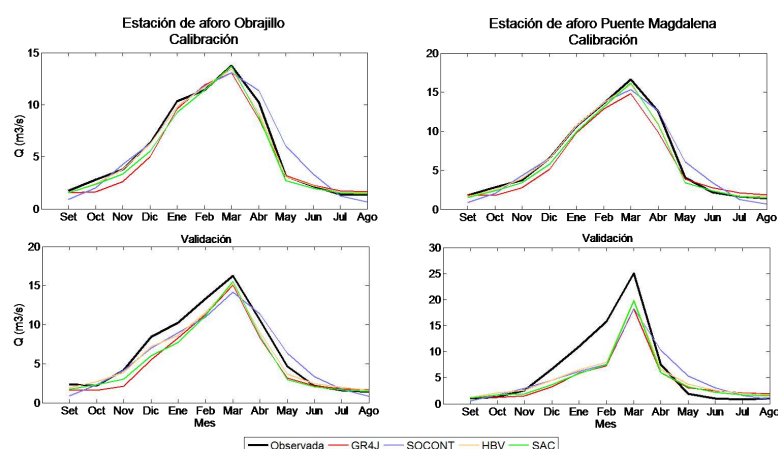 Estación de aforo Obrajillo
Calibración
15
10
5
0
Q (m3/s)
Set Oct Nov Dic Ene Feb Mar Abr May Jun Jul Ago
Estación de aforo Puente Magdalena
Calibración
20
15
10
5
0
Set Oct Nov Dic Ene Feb Mar Abr May Jun Jul Ago
Validación
20
15
10
5
0
Q (m3/s)
Set Oct Nov Dic Ene Feb Mar Abr May Jun Jul Ago
Mes
Validación
30
25
20
15
10
5
0
Set Oct Nov Dic Ene Feb Mar Abr May Jun Jul Ago
Mes
Observada GR4J SOCONT HBV SAC